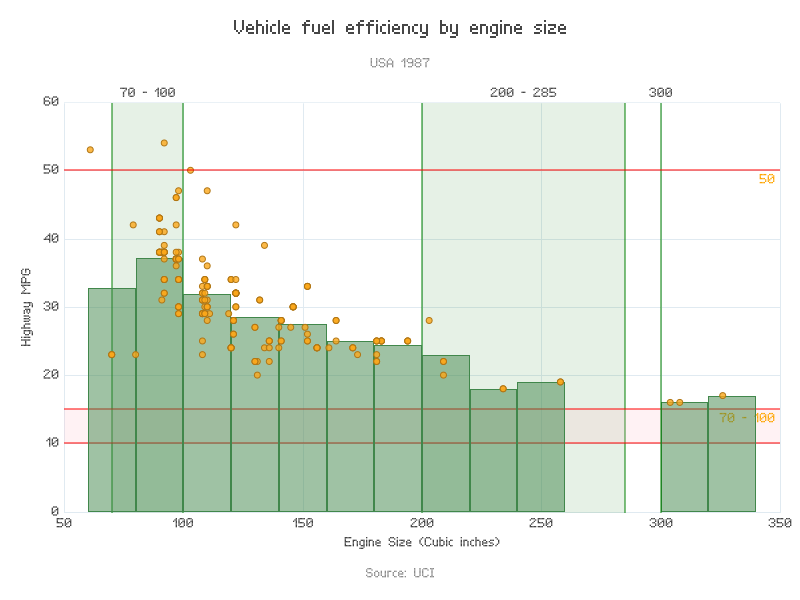 Vehicle fuel efficiency by engine size
USA 1987
70 - 100
200 - 285
300
60
50
40
30
20
10
0
50
70 - 100
Highway MPG
50
100
150
200
250
300
350
Engine Size (Cubic inches)
Source: UCI